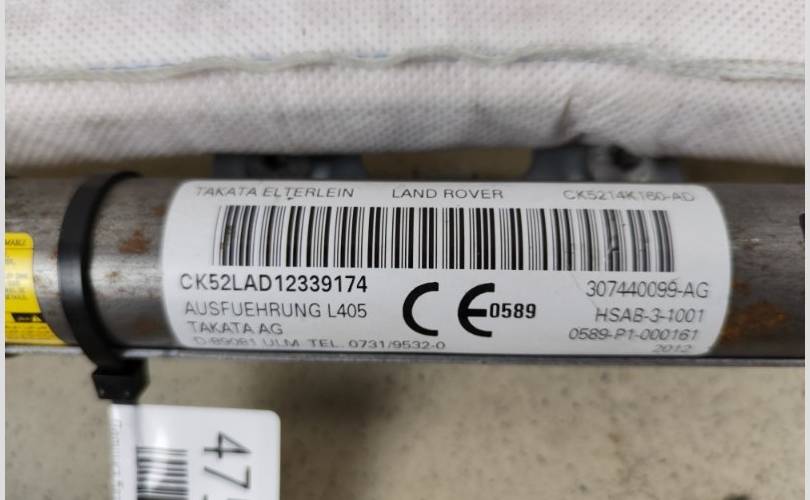 TAKATA ELTERLEIN LAND ROVER CK5214K160-AD
CK52LAD12339174
AUSFUEHRUNG L405
TAKATA AG
D-89081 ULM TEL. 0731/9532-0
CE 0589
307440099-AG
HSAB-3-1001
0589-P1-000161
2012